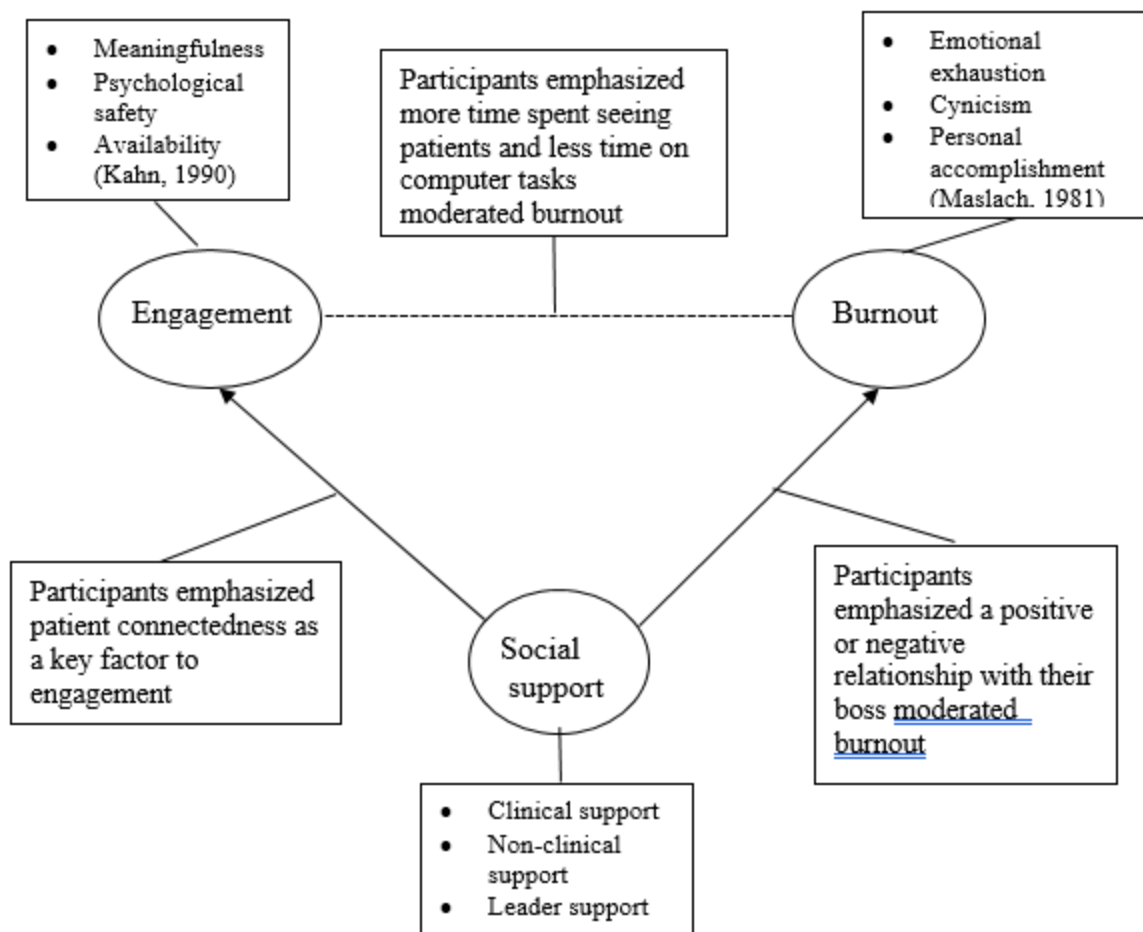 Meaningfulness
Psychological
safety
Availability
(Kahn, 1990)
Participants emphasized
more time spent seeing
patients and less time on
computer tasks
moderated burnout
Emotional
exhaustion
Cynicism
Personal
accomplishment
(Maslach, 1981)
Engagement
Burnout
Participants emphasized
patient connectedness as
a key factor to
engagement
Social
support
Participants
emphasized a positive
or negative
relationship with their
boss moderated
burnout
Clinical support
Non-clinical
support
Leader support